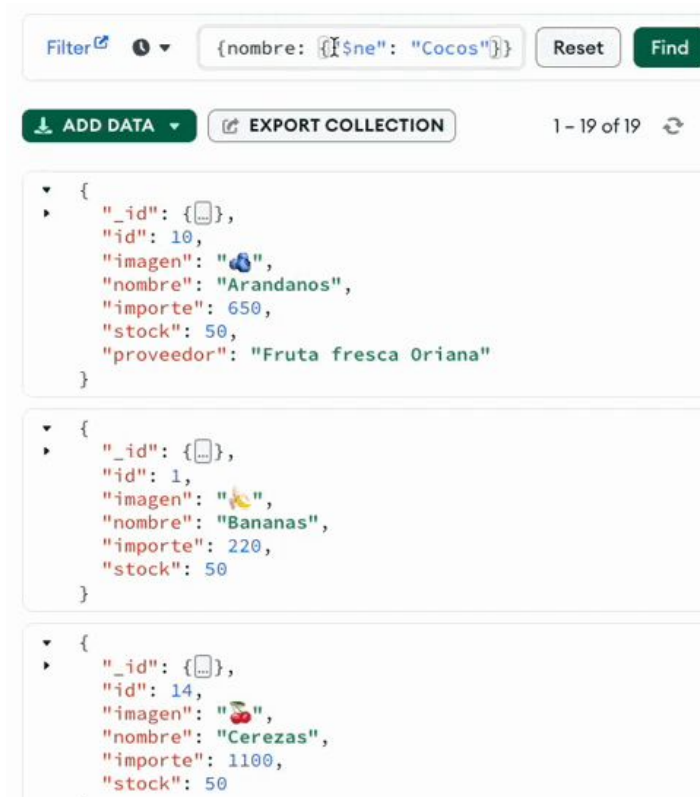 Filter {nombre: {"$ne": "Cocos"}} Reset Find
ADD DATA EXPORT COLLECTION 1 – 19 of 19
{
"_id": {…},
"id": 10,
"imagen": "🫐",
"nombre": "Arandanos",
"importe": 650,
"stock": 50,
"proveedor": "Fruta fresca Oriana"
}
{
"_id": {…},
"id": 1,
"imagen": "🍌",
"nombre": "Bananas",
"importe": 220,
"stock": 50
}
{
"_id": {…},
"id": 14,
"imagen": "🍒",
"nombre": "Cerezas",
"importe": 1100,
"stock": 50